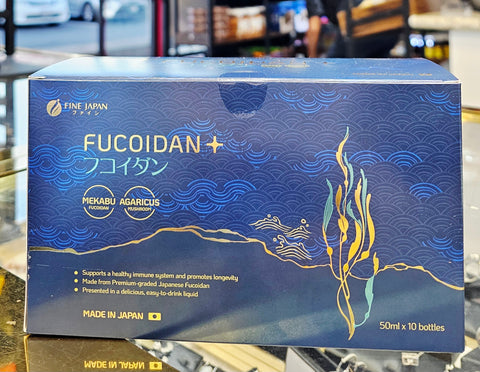 FINE JAPAN
ファイン
FUCOIDAN +
フコイダン
MEKABU
FUCOIDAN
AGARICUS
MUSHROOM
Supports a healthy immune system and promotes longevity
Made from Premium-graded Japanese Fucoidan
Presented in a delicious, easy-to-drink liquid
MADE IN JAPAN
50ml x 10 bottles